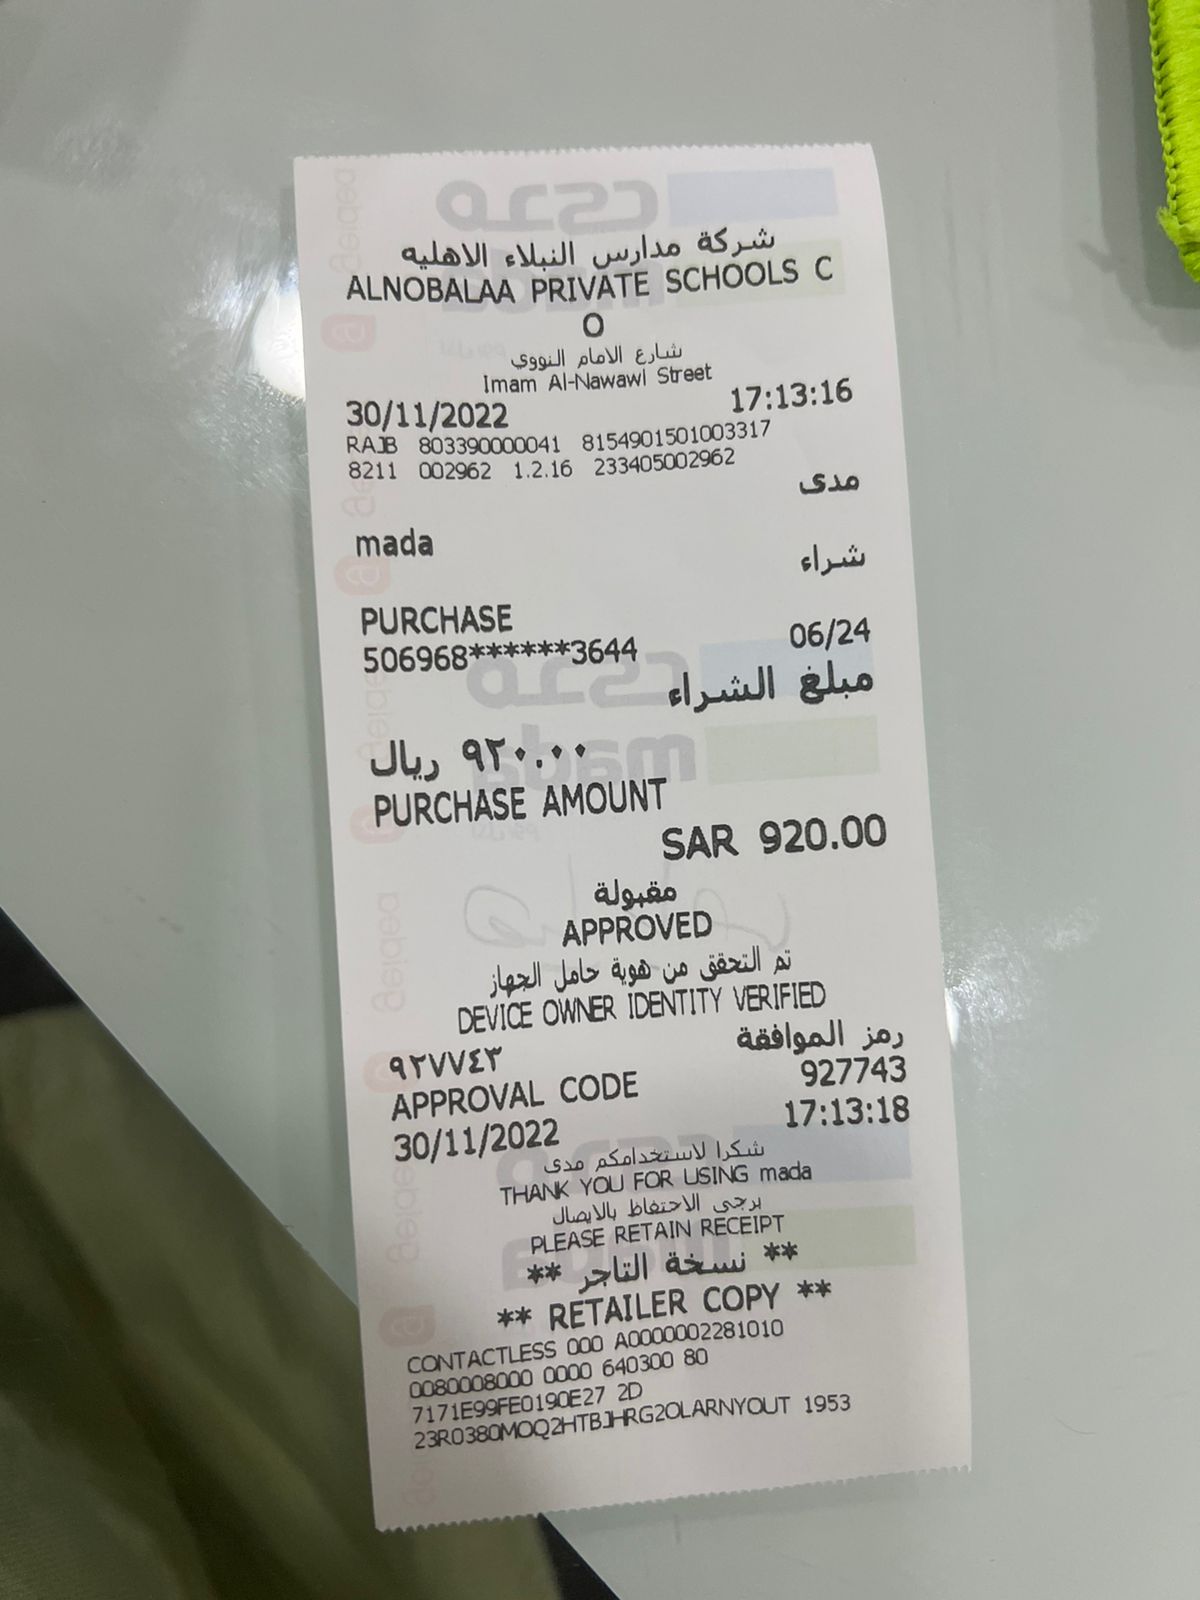 شركة مدارس النبلاء الاهليه
ALNOBALAA PRIVATE SCHOOLS C
O
شارع الامام النووي
Imam Al-Nawawi Street
30/11/2022 17:13:16
RAJB 803390000041 8154901501003317
8211 002962 1.2.16 233405002962
مدى
mada
شراء
PURCHASE
506968******3644 06/24
مبلغ الشراء
٩٢٠.٠٠ ريال
PURCHASE AMOUNT
SAR 920.00
مقبولة
APPROVED
تم التحقق من هوية حامل الجهاز
DEVICE OWNER IDENTITY VERIFIED
رمز الموافقة ٩٢٧٧٤٣
APPROVAL CODE 927743
30/11/2022 17:13:18
شكرا لاستخدامكم مدى
THANK YOU FOR USING mada
يرجى الاحتفاظ بالايصال
PLEASE RETAIN RECEIPT
** نسخة التاجر **
** RETAILER COPY **
CONTACTLESS 000 A0000002281010
0080008000 0000 640300 80
7171E99FE0190E27 2D
23R0380MOQ2HTBJHRG2OLARNYOUT 1953